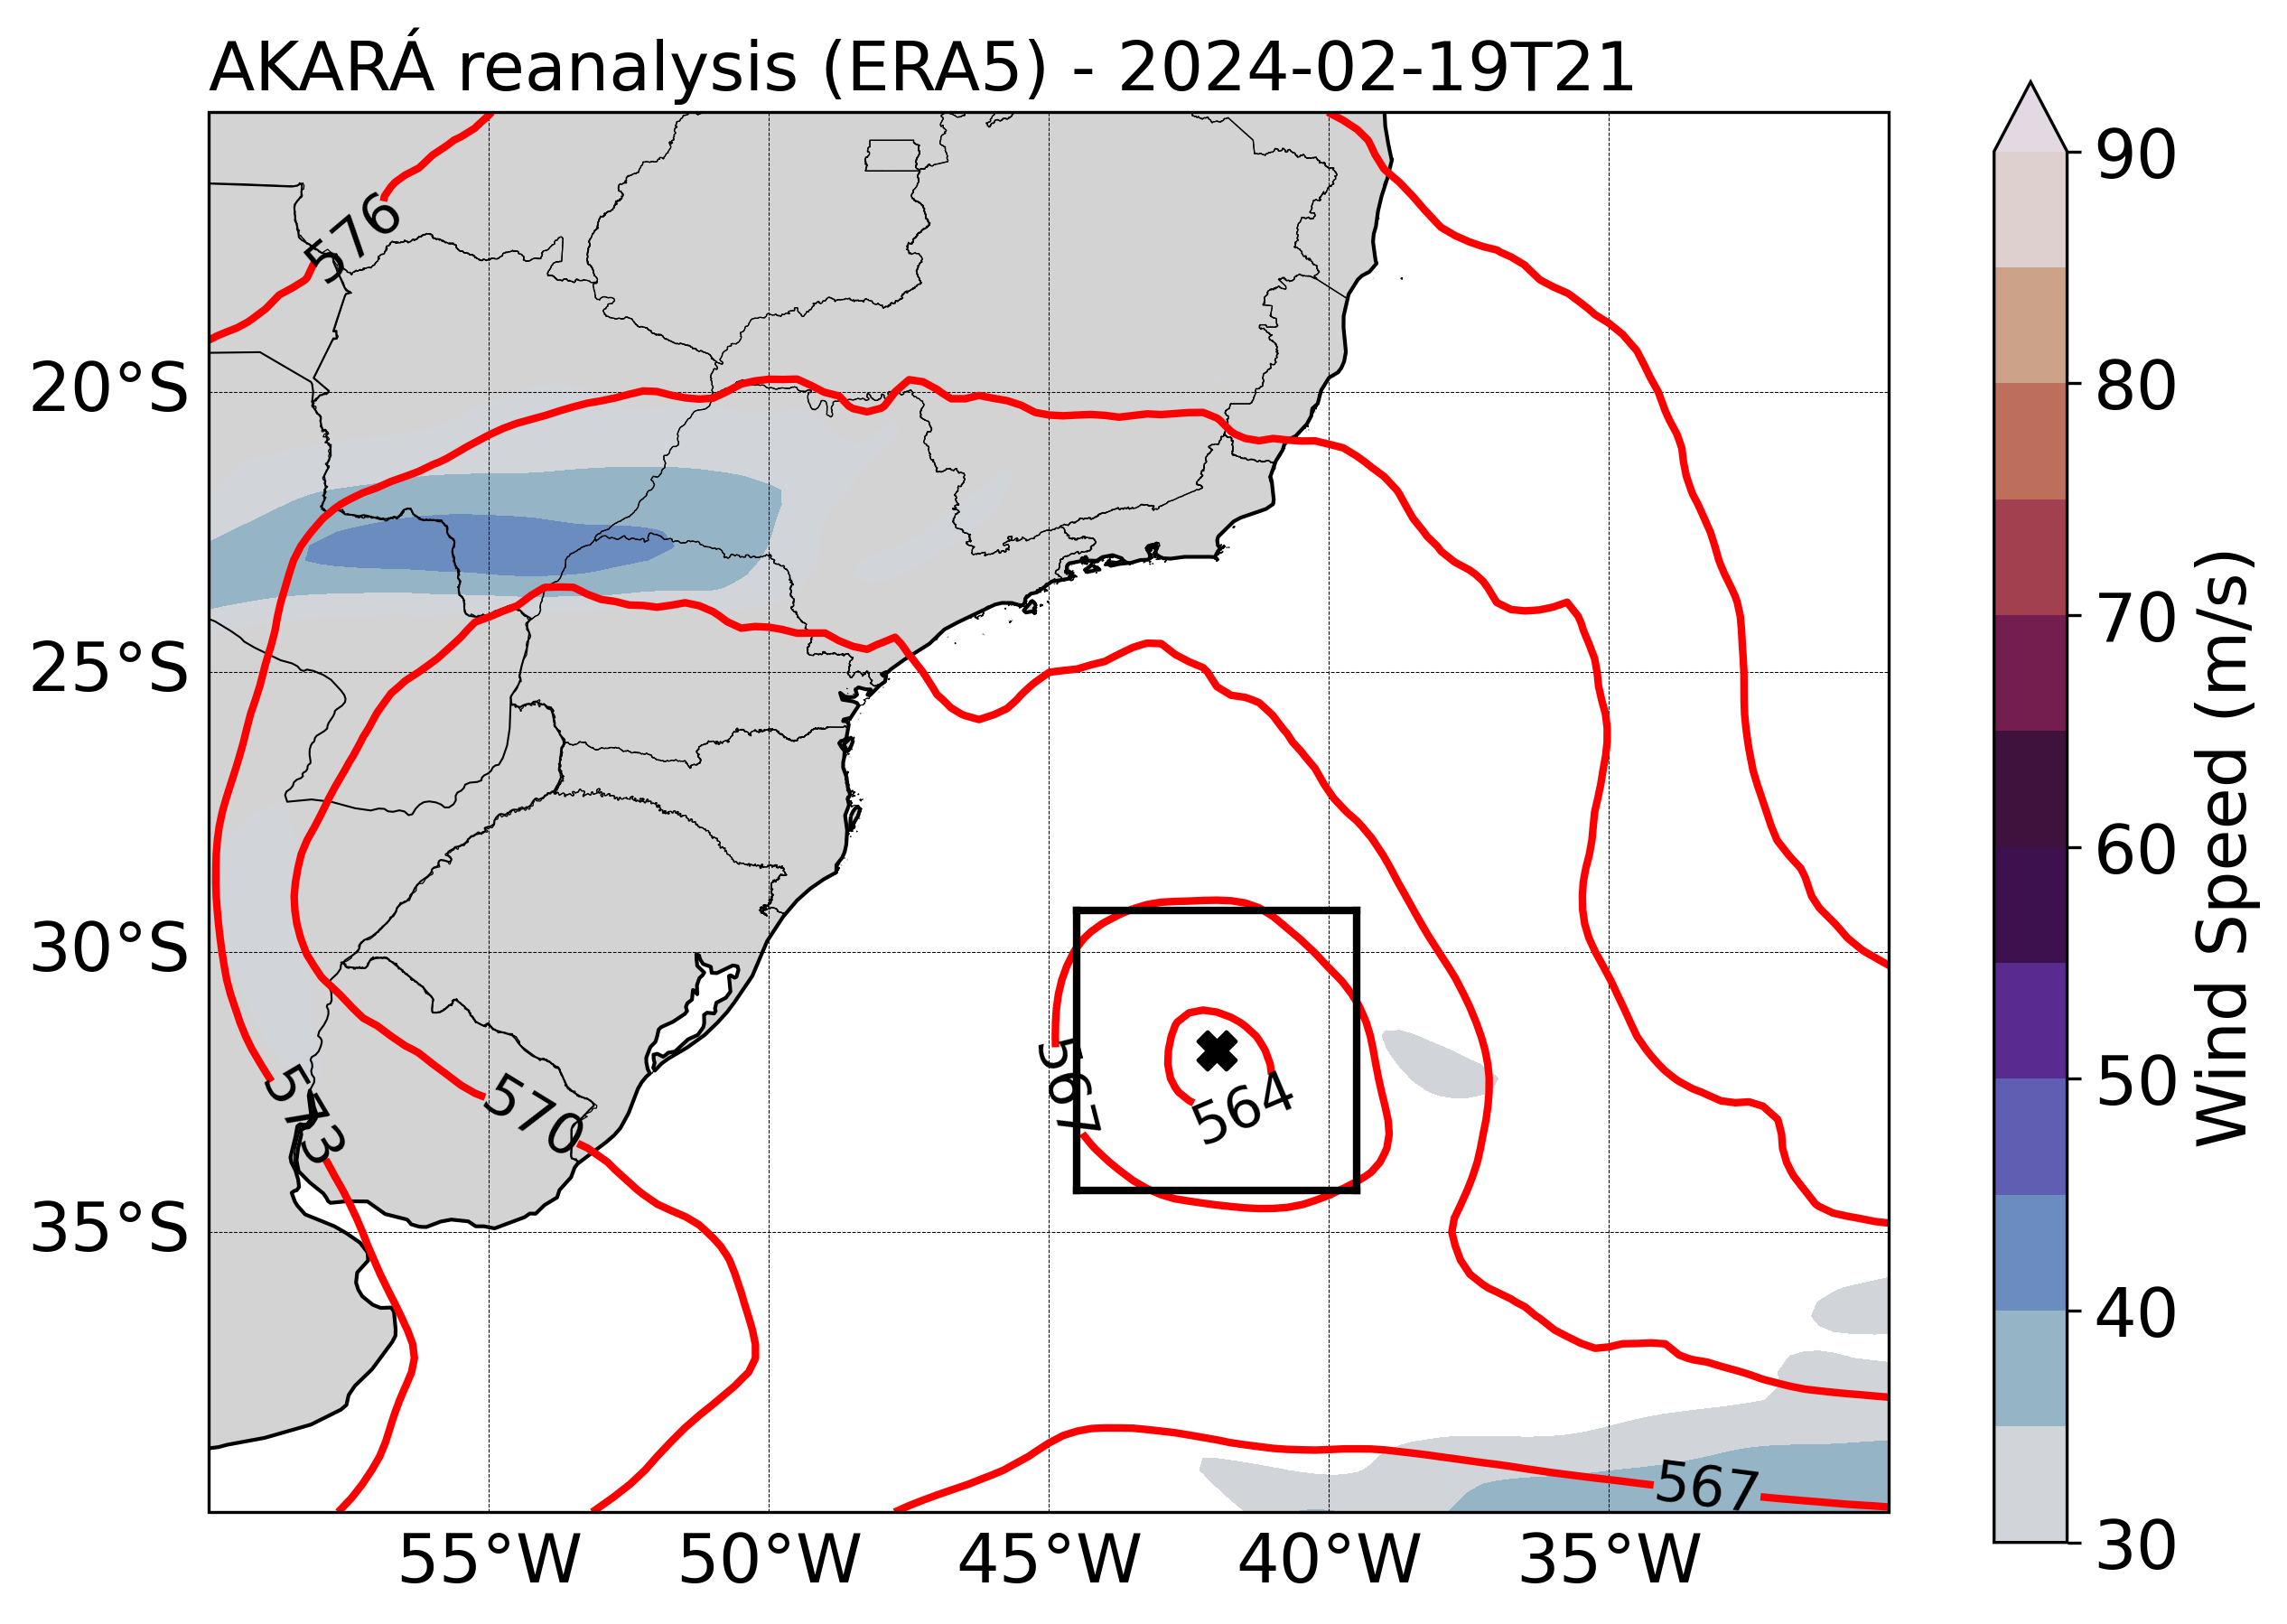 AKARÁ reanalysis (ERA5) - 2024-02-19T21
90
576
80
20°S
70
25°S
Wind Speed (m/s)
60
30°S
567
573
570
564
50
35°S
40
567
30
55°W
50°W
45°W
40°W
35°W